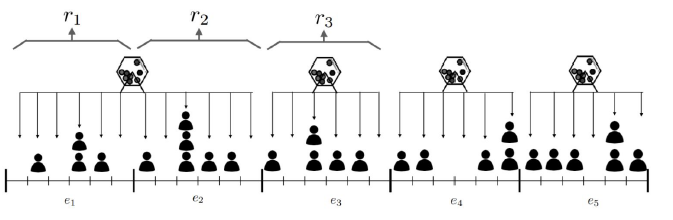 r₁ r₂ r₃
e₁ e₂ e₃ e₄ e₅